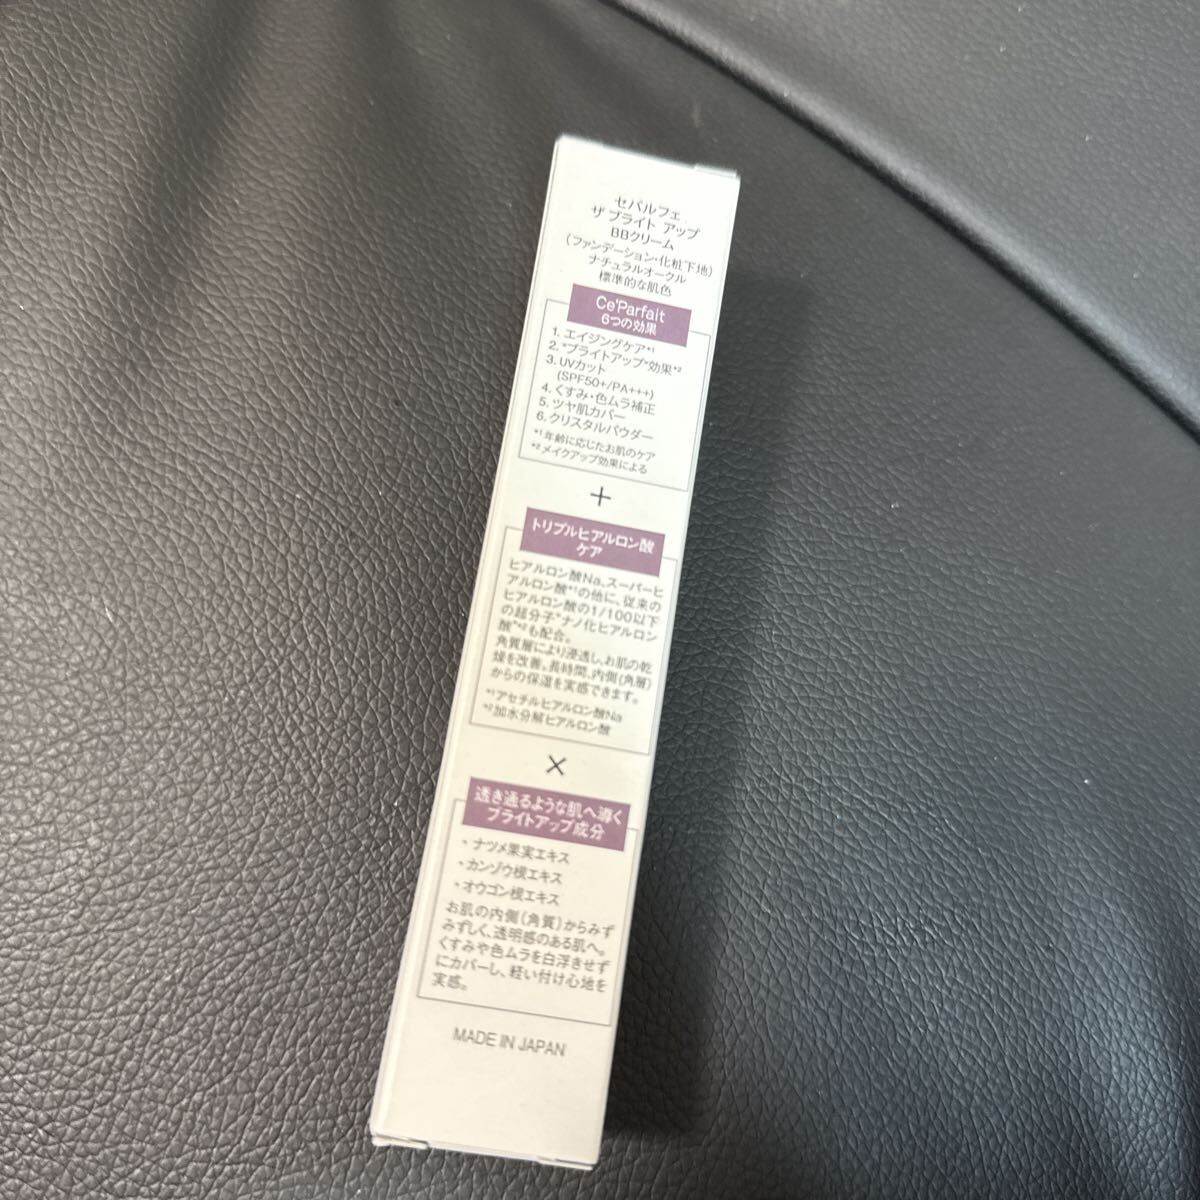 セパルフェ
ザ ブライト アップ
BBクリーム
(ファンデーション・化粧下地)
ナチュラルオークル
標準的な肌色
Ce'Parfait
6つの効果
1. エイジングケア*1
2. "ブライトアップ"効果*2
3. UVカット
(SPF50+/PA+++)
4. くすみ・色ムラ補正
5. ツヤ肌カバー
6. クリスタルパウダー
*1 年齢に応じたお肌のケア
*2 メイクアップ効果による
+
トリプルヒアルロン酸
ケア
ヒアルロン酸Na、スーパーヒ
アルロン酸*1の他に、従来の
ヒアルロン酸の1/100以下
の超分子"ナノ化ヒアルロン
酸"*2も配合。
角質層により浸透し、お肌の乾
燥を改善。長時間、内側(角層)
からの保湿を実感できます。
*1アセチルヒアルロン酸Na
*2加水分解ヒアルロン酸
×
透き通るような肌へ導く
ブライトアップ成分
・ナツメ果実エキス
・カンゾウ根エキス
・オウゴン根エキス
お肌の内側(角質)からみず
みずしく、透明感のある肌へ。
くすみや色ムラを白浮きせず
にカバーし、軽い付け心地を
実感。
MADE IN JAPAN